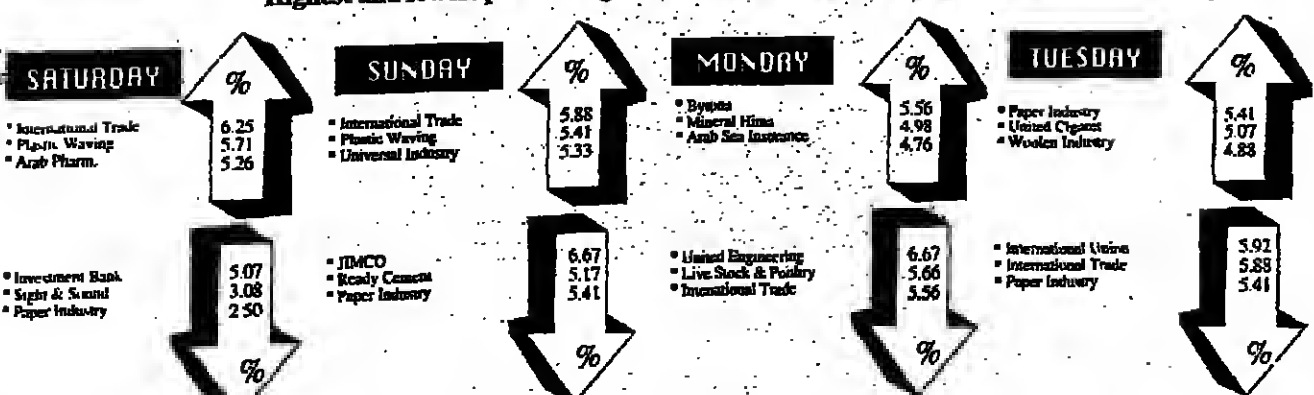 Highest and
SATURDAY
%
International Trade 6.25
Plastic Waving 5.71
Arab Pharm. 5.26
Investment Bank 5.07
Sight & Sound 3.08
Paper Industry 2.50
%
SUNDAY
%
International Trade 5.88
Plastic Waving 5.41
Universal Industry 5.33
JIMCO 6.67
Ready Cement 5.17
Paper Industry 5.41
%
MONDAY
%
5.56
Mineral Hima 4.98
Arab Sea Insurance 4.76
United Engineering 6.67
Live Stock & Poultry 5.66
International Trade 5.56
%
TUESDAY
%
Paper Industry 5.41
United Cigaret 5.07
Woolen Industry 4.88
International Union 5.92
International Trade 5.88
Paper Industry 5.41
%